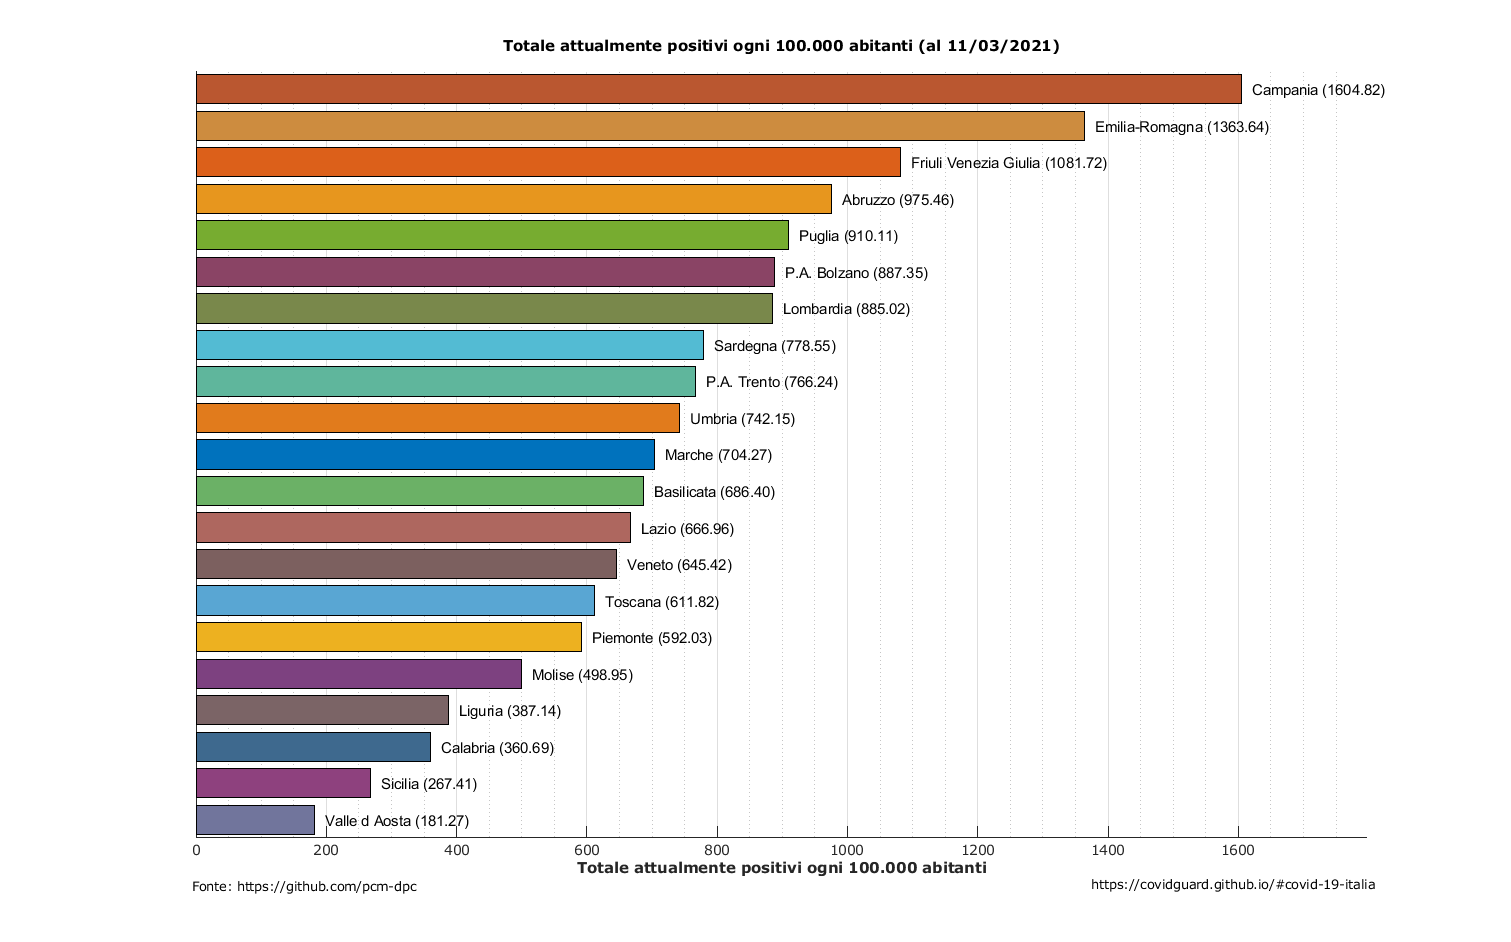 Totale attualmente positivi ogni 100.000 abitanti (al 11/03/2021)
Campania (1604.82)
Emilia-Romagna (1363.64)
Friuli Venezia Giulia (1081.72)
Abruzzo (975.46)
Puglia (910.11)
P.A. Bolzano (887.35)
Lombardia (885.02)
Sardegna (778.55)
P.A. Trento (766.24)
Umbria (742.15)
Marche (704.27)
Basilicata (686.40)
Lazio (666.96)
Veneto (645.42)
Toscana (611.82)
Piemonte (592.03)
Molise (498.95)
Liguria (387.14)
Calabria (360.69)
Sicilia (267.41)
Valle d Aosta (181.27)
0 200 400 600 800 1000 1200 1400 1600
Totale attualmente positivi ogni 100.000 abitanti
Fonte: https://github.com/pcm-dpc
https://covidguard.github.io/#covid-19-italia